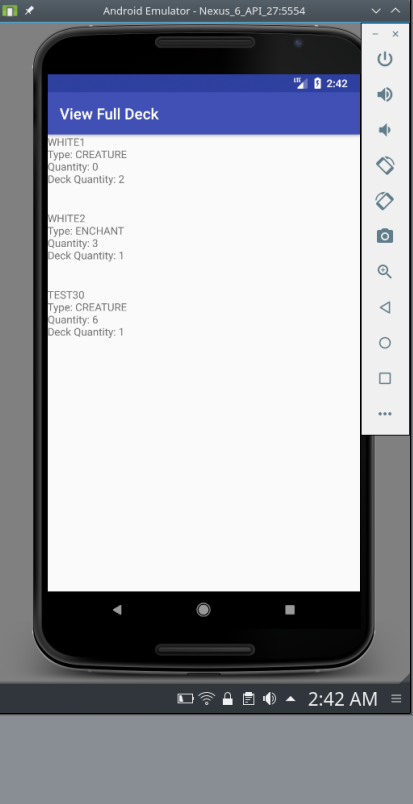 Android Emulator - Nexus_6_API_27:5554
LTE 2:42
View Full Deck
WHITE1
Type: CREATURE
Quantity: 0
Deck Quantity: 2
WHITE2
Type: ENCHANT
Quantity: 3
Deck Quantity: 1
TEST30
Type: CREATURE
Quantity: 6
Deck Quantity: 1
2:42 AM